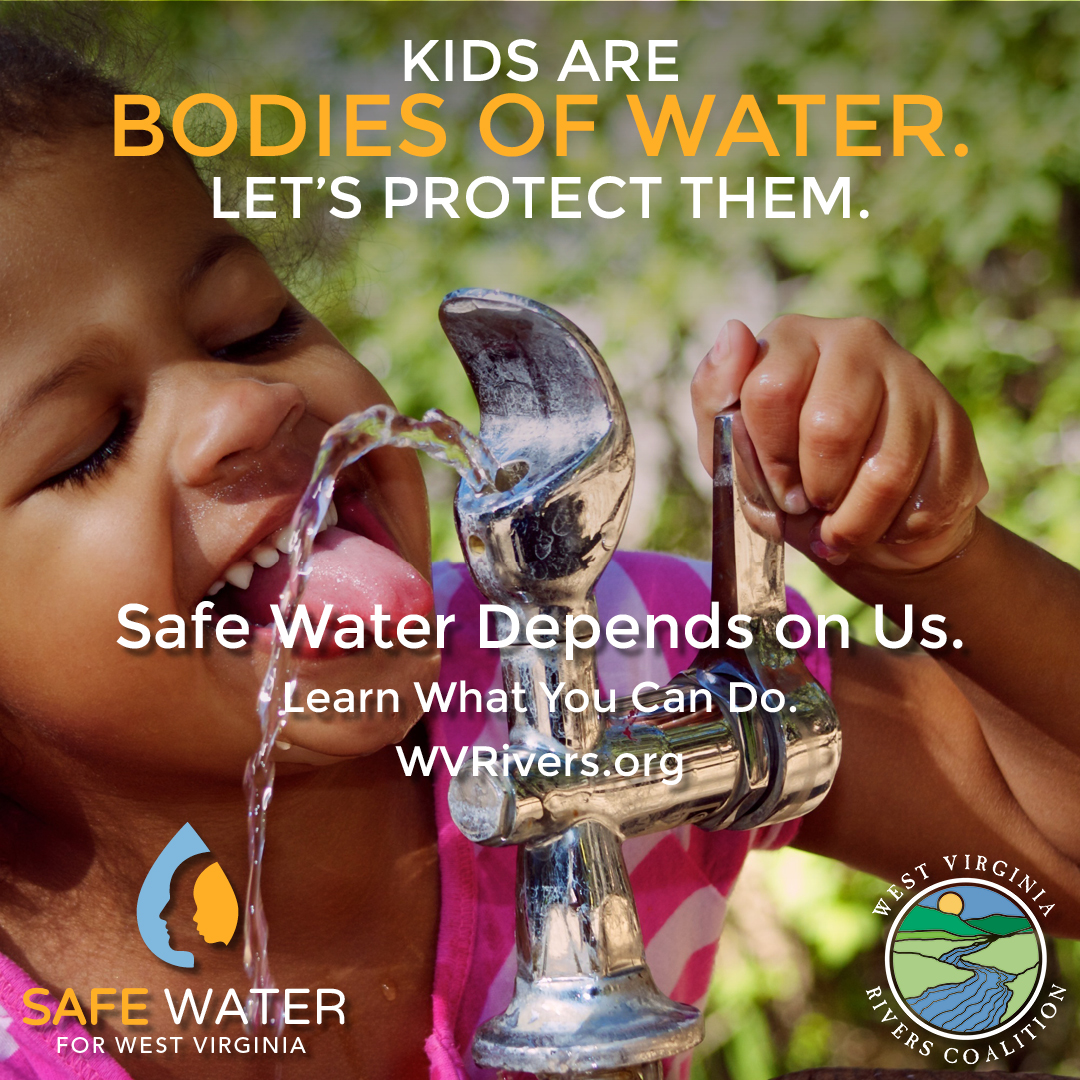 KIDS ARE
BODIES OF WATER.
LET'S PROTECT THEM.
Safe Water Depends on Us.
Learn What You Can Do.
WVRivers.org
SAFE WATER
FOR WEST VIRGINIA
WEST VIRGINIA
RIVERS COALITION